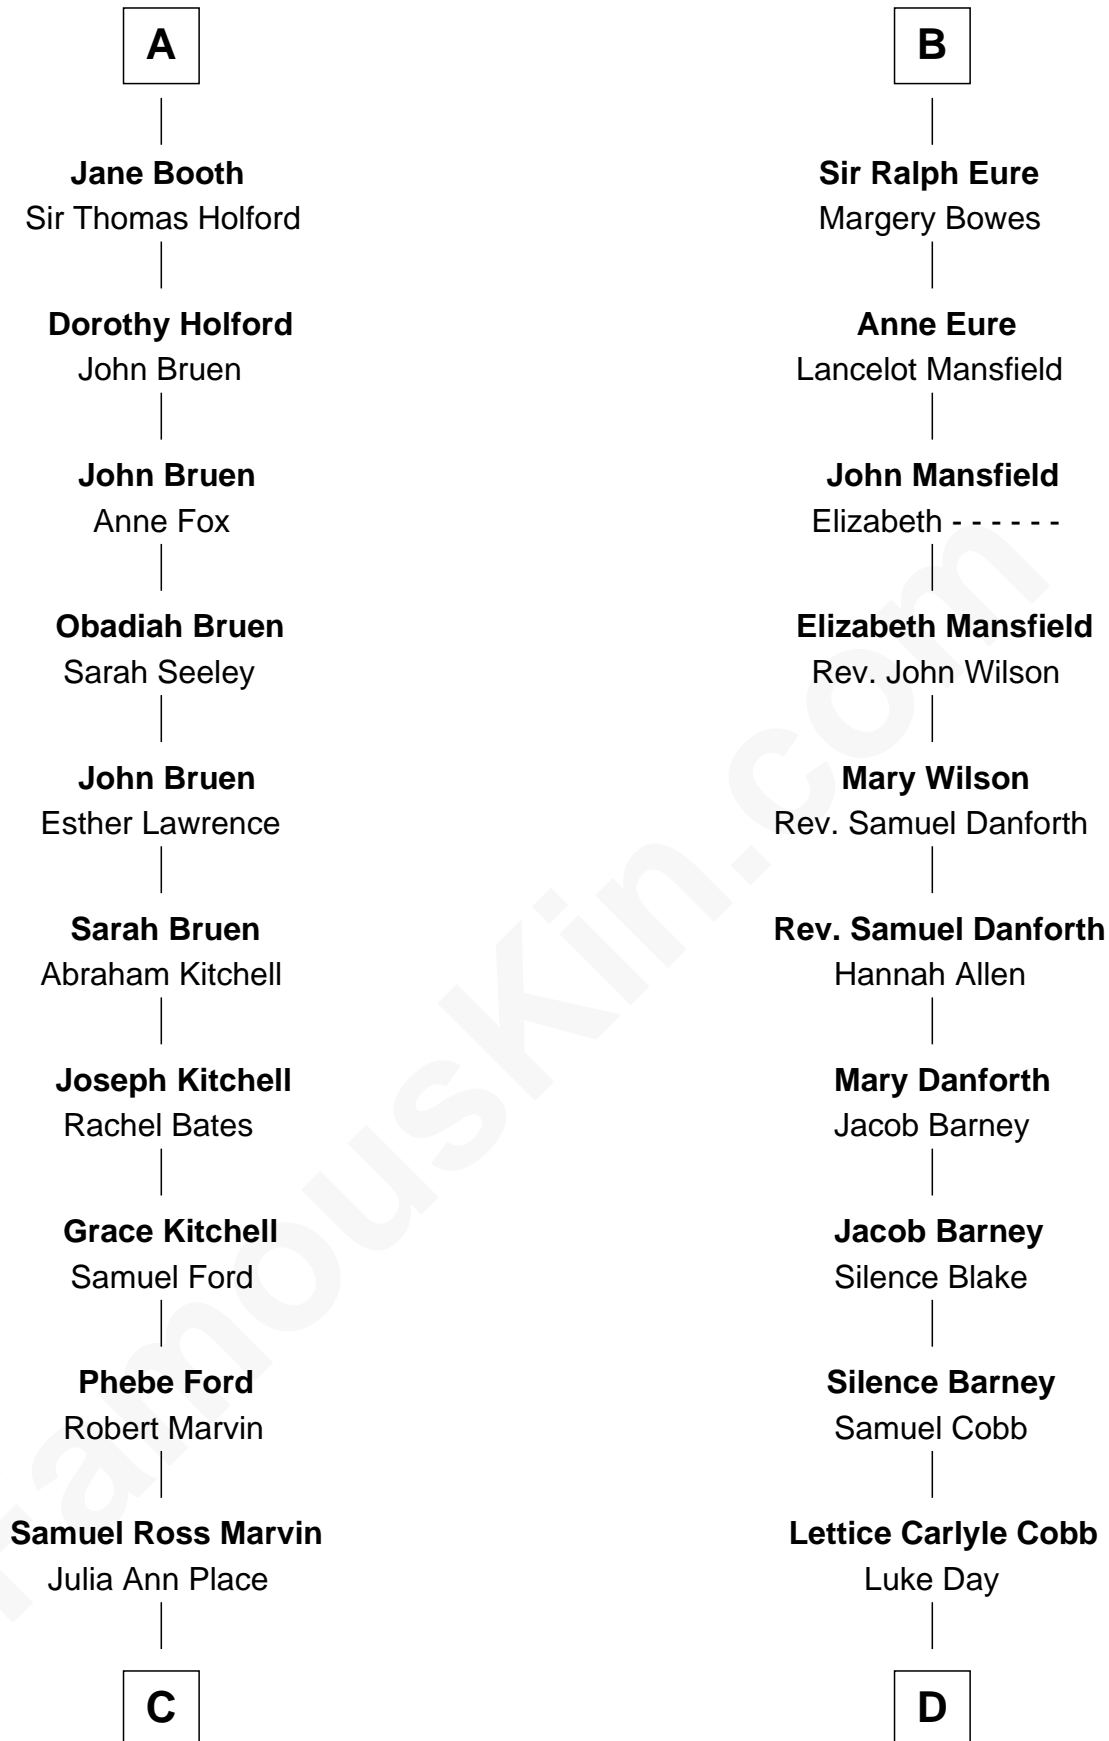 A
Jane Booth
Sir Thomas Holford
Dorothy Holford
John Bruen
John Bruen
Anne Fox
Obadiah Bruen
Sarah Seeley
John Bruen
Esther Lawrence
Sarah Bruen
Abraham Kitchell
Joseph Kitchell
Rachel Bates
Grace Kitchell
Samuel Ford
Phebe Ford
Robert Marvin
Samuel Ross Marvin
Julia Ann Place
C
B
Sir Ralph Eure
Margery Bowes
Anne Eure
Lancelot Mansfield
John Mansfield
Elizabeth - - - - - -
Elizabeth Mansfield
Rev. John Wilson
Mary Wilson
Rev. Samuel Danforth
Rev. Samuel Danforth
Hannah Allen
Mary Danforth
Jacob Barney
Jacob Barney
Silence Blake
Silence Barney
Samuel Cobb
Lettice Carlyle Cobb
Luke Day
D
FamousKin.com